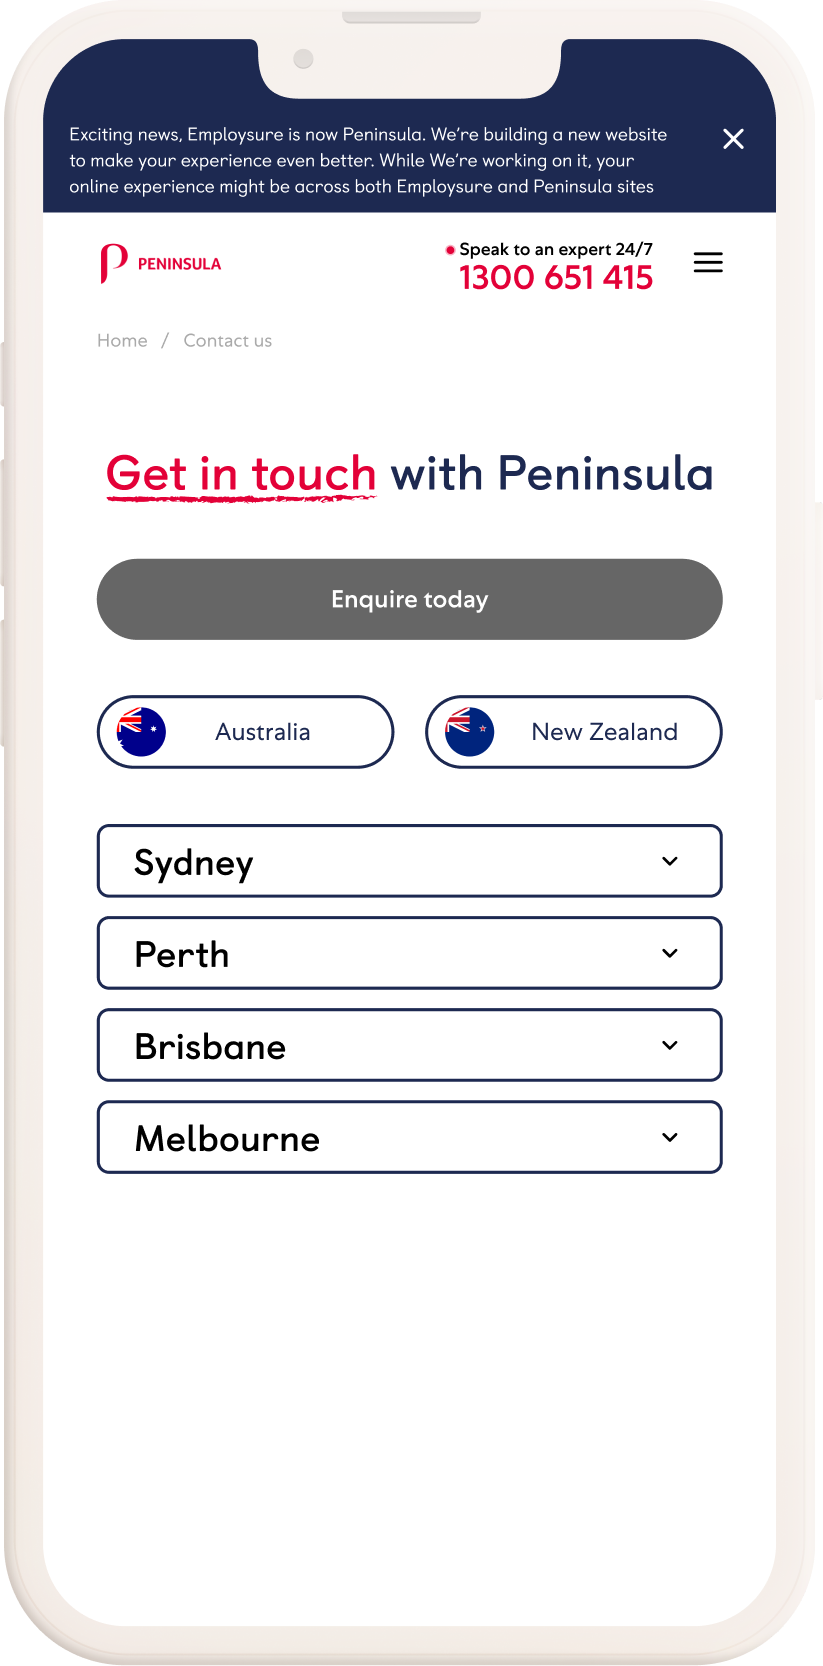 Exciting news, Employsure is now Peninsula. We’re building a new website
to make your experience even better. While We’re working on it, your
online experience might be across both Employsure and Peninsula sites
PENINSULA
Speak to an expert 24/7
1300 651 415
Home / Contact us
Get in touch with Peninsula
Enquire today
Australia
New Zealand
Sydney
Perth
Brisbane
Melbourne